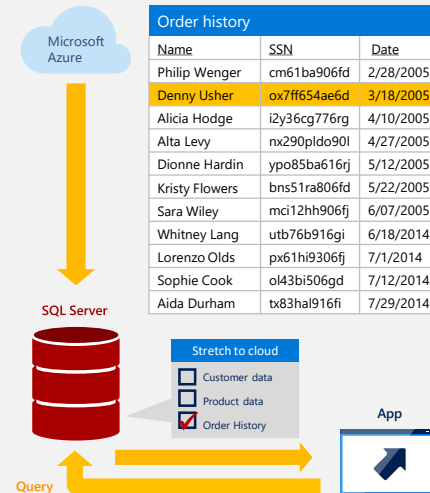 Microsoft
Azure
Order history
Name SSN Date
Philip Wenger cm61ba906fd 2/28/2005
Denny Usher ox7ff654ae6d 3/18/2005
Alicia Hodge i2y36cg776rg 4/10/2005
Alta Levy nx290pldo90l 4/27/2005
Dionne Hardin ypo85ba616rj 5/12/2005
Kristy Flowers bns51ra806fd 5/22/2005
Sara Wiley mci12hh906fj 6/07/2005
Whitney Lang utb76b916gi 6/18/2014
Lorenzo Olds px61hi9306fj 7/1/2014
Sophie Cook ol43bi506gd 7/12/2014
Aida Durham tx83hal916fi 7/29/2014
SQL Server
Stretch to cloud
Customer data
Product data
Order History
App
Query